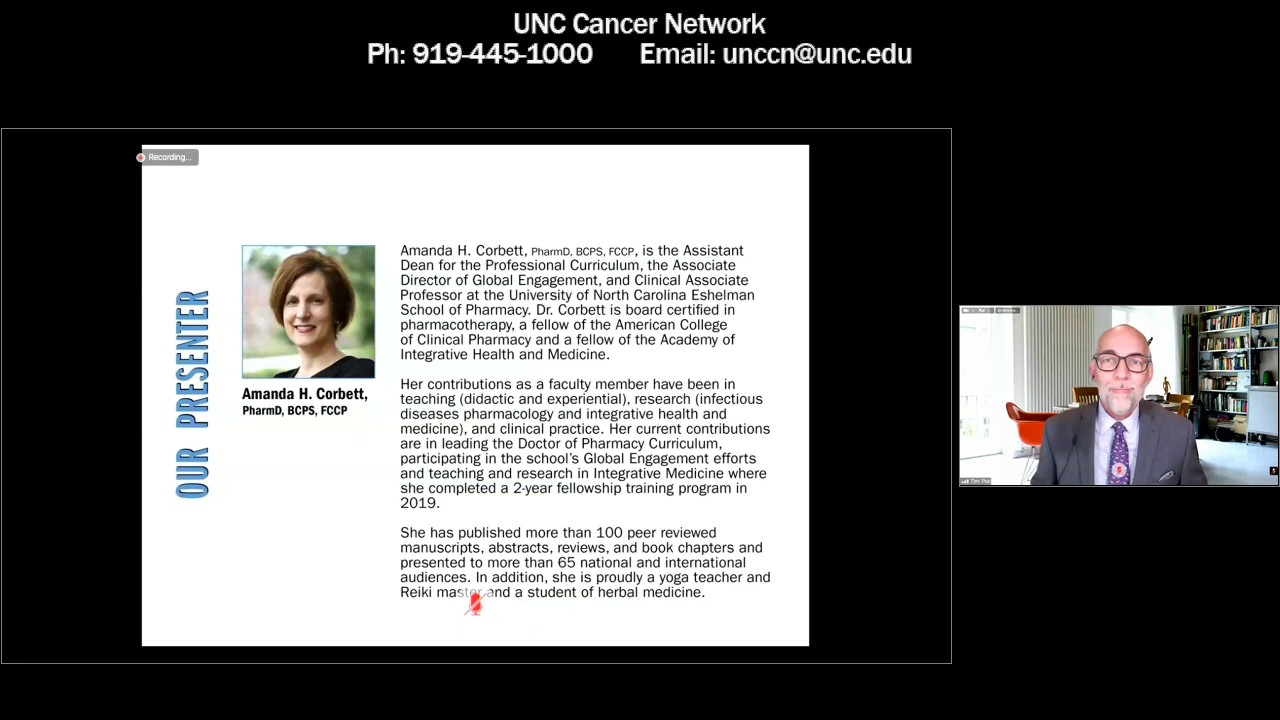 UNC Cancer Network
Ph: 919-445-1000 Email: unccn@unc.edu
Recording...
OUR PRESENTER
Amanda H. Corbett,
PharmD, BCPS, FCCP
Amanda H. Corbett, PharmD, BCPS, FCCP, is the Assistant
Dean for the Professional Curriculum, the Associate
Director of Global Engagement, and Clinical Associate
Professor at the University of North Carolina Eshelman
School of Pharmacy. Dr. Corbett is board certified in
pharmacotherapy, a fellow of the American College
of Clinical Pharmacy and a fellow of the Academy of
Integrative Health and Medicine.
Her contributions as a faculty member have been in
teaching (didactic and experiential), research (infectious
diseases pharmacology and integrative health and
medicine), and clinical practice. Her current contributions
are in leading the Doctor of Pharmacy Curriculum,
participating in the school's Global Engagement efforts
and teaching and research in Integrative Medicine where
she completed a 2-year fellowship training program in
2019.
She has published more than 100 peer reviewed
manuscripts, abstracts, reviews, and book chapters and
presented to more than 65 national and international
audiences. In addition, she is proudly a yoga teacher and
Reiki master and a student of herbal medicine.
Tim Poe